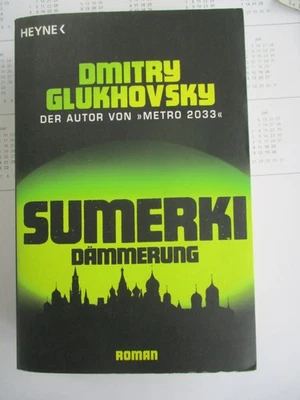 HEYNE<
DMITRY
GLUKHOVSKY
DER AUTOR VON »METRO 2033«
SUMERKI
DÄMMERUNG
ROMAN